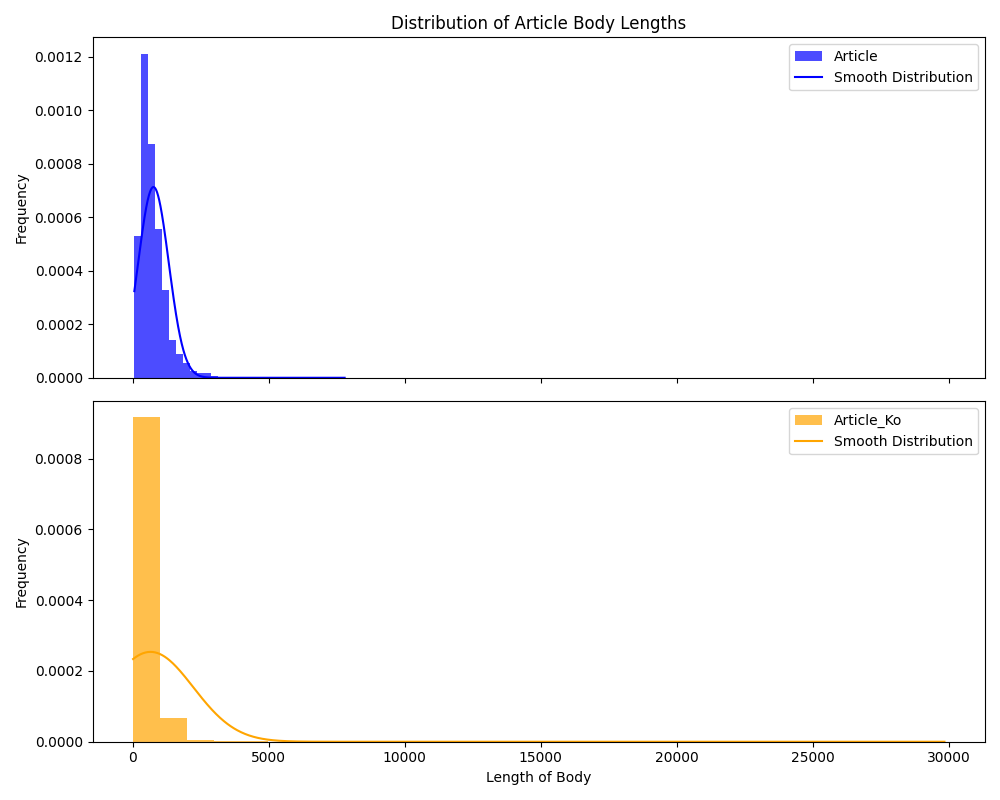 Distribution of Article Body Lengths
Article
Smooth Distribution
Frequency
0.0012
0.0010
0.0008
0.0006
0.0004
0.0002
0.0000
Article_Ko
Smooth Distribution
Frequency
0.0008
0.0006
0.0004
0.0002
0.0000
0 5000 10000 15000 20000 25000 30000
Length of Body